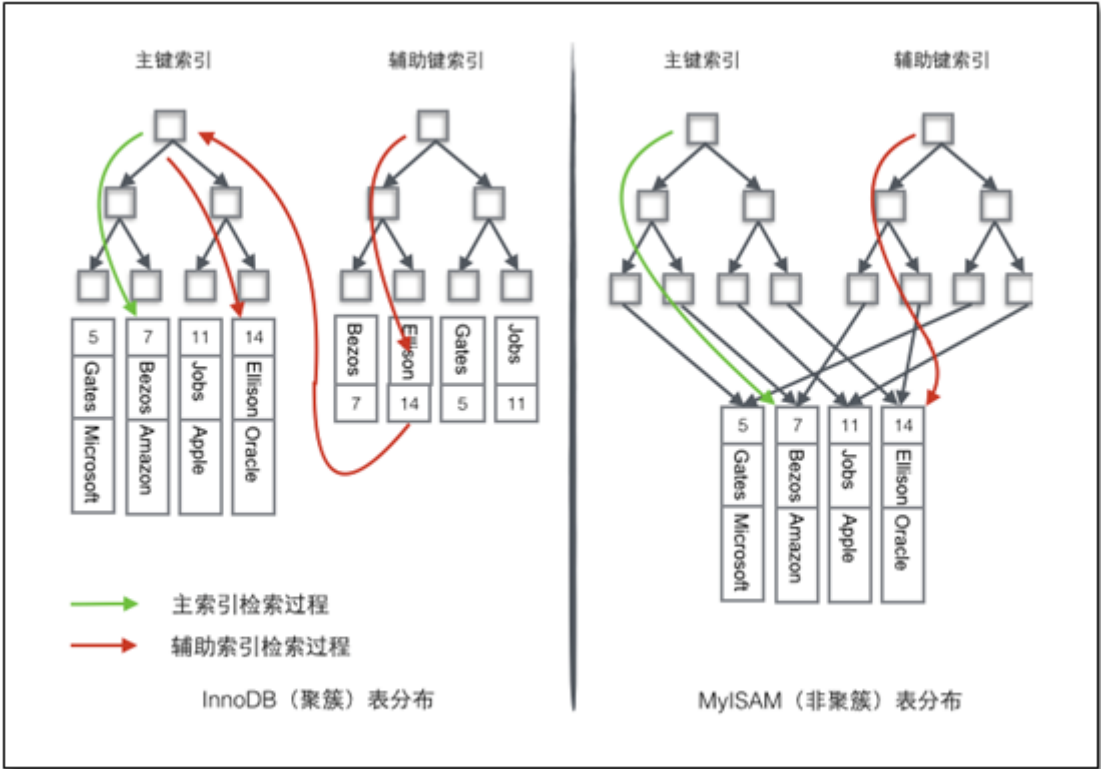 主键索引
辅助键索引
主键索引
辅助键索引
5
Gates
Microsoft
7
Bezos
Amazon
11
Jobs
Apple
14
Ellison
Oracle
Bezos
7
Ellison
14
Gates
5
Jobs
11
5
Gates
Microsoft
7
Bezos
Amazon
11
Jobs
Apple
14
Ellison
Oracle
主索引检索过程
辅助索引检索过程
InnoDB（聚簇）表分布
MyISAM（非聚簇）表分布